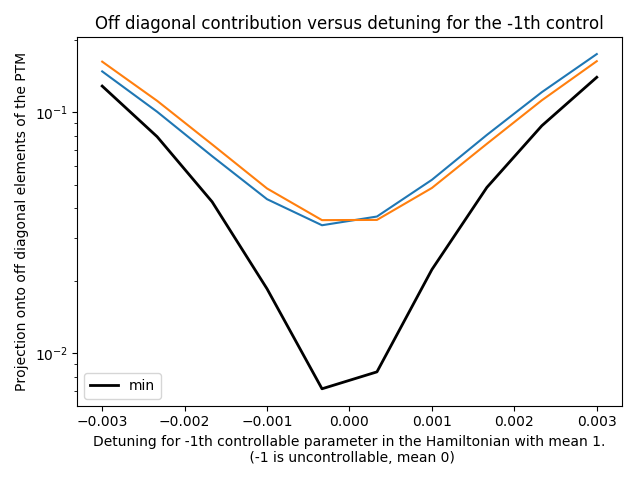 Off diagonal contribution versus detuning for the -1th control
Projection onto off diagonal elements of the PTM
10⁻¹
10⁻²
min
−0.003
−0.002
−0.001
0.000
0.001
0.002
0.003
Detuning for -1th controllable parameter in the Hamiltonian with mean 1.
(-1 is uncontrollable, mean 0)